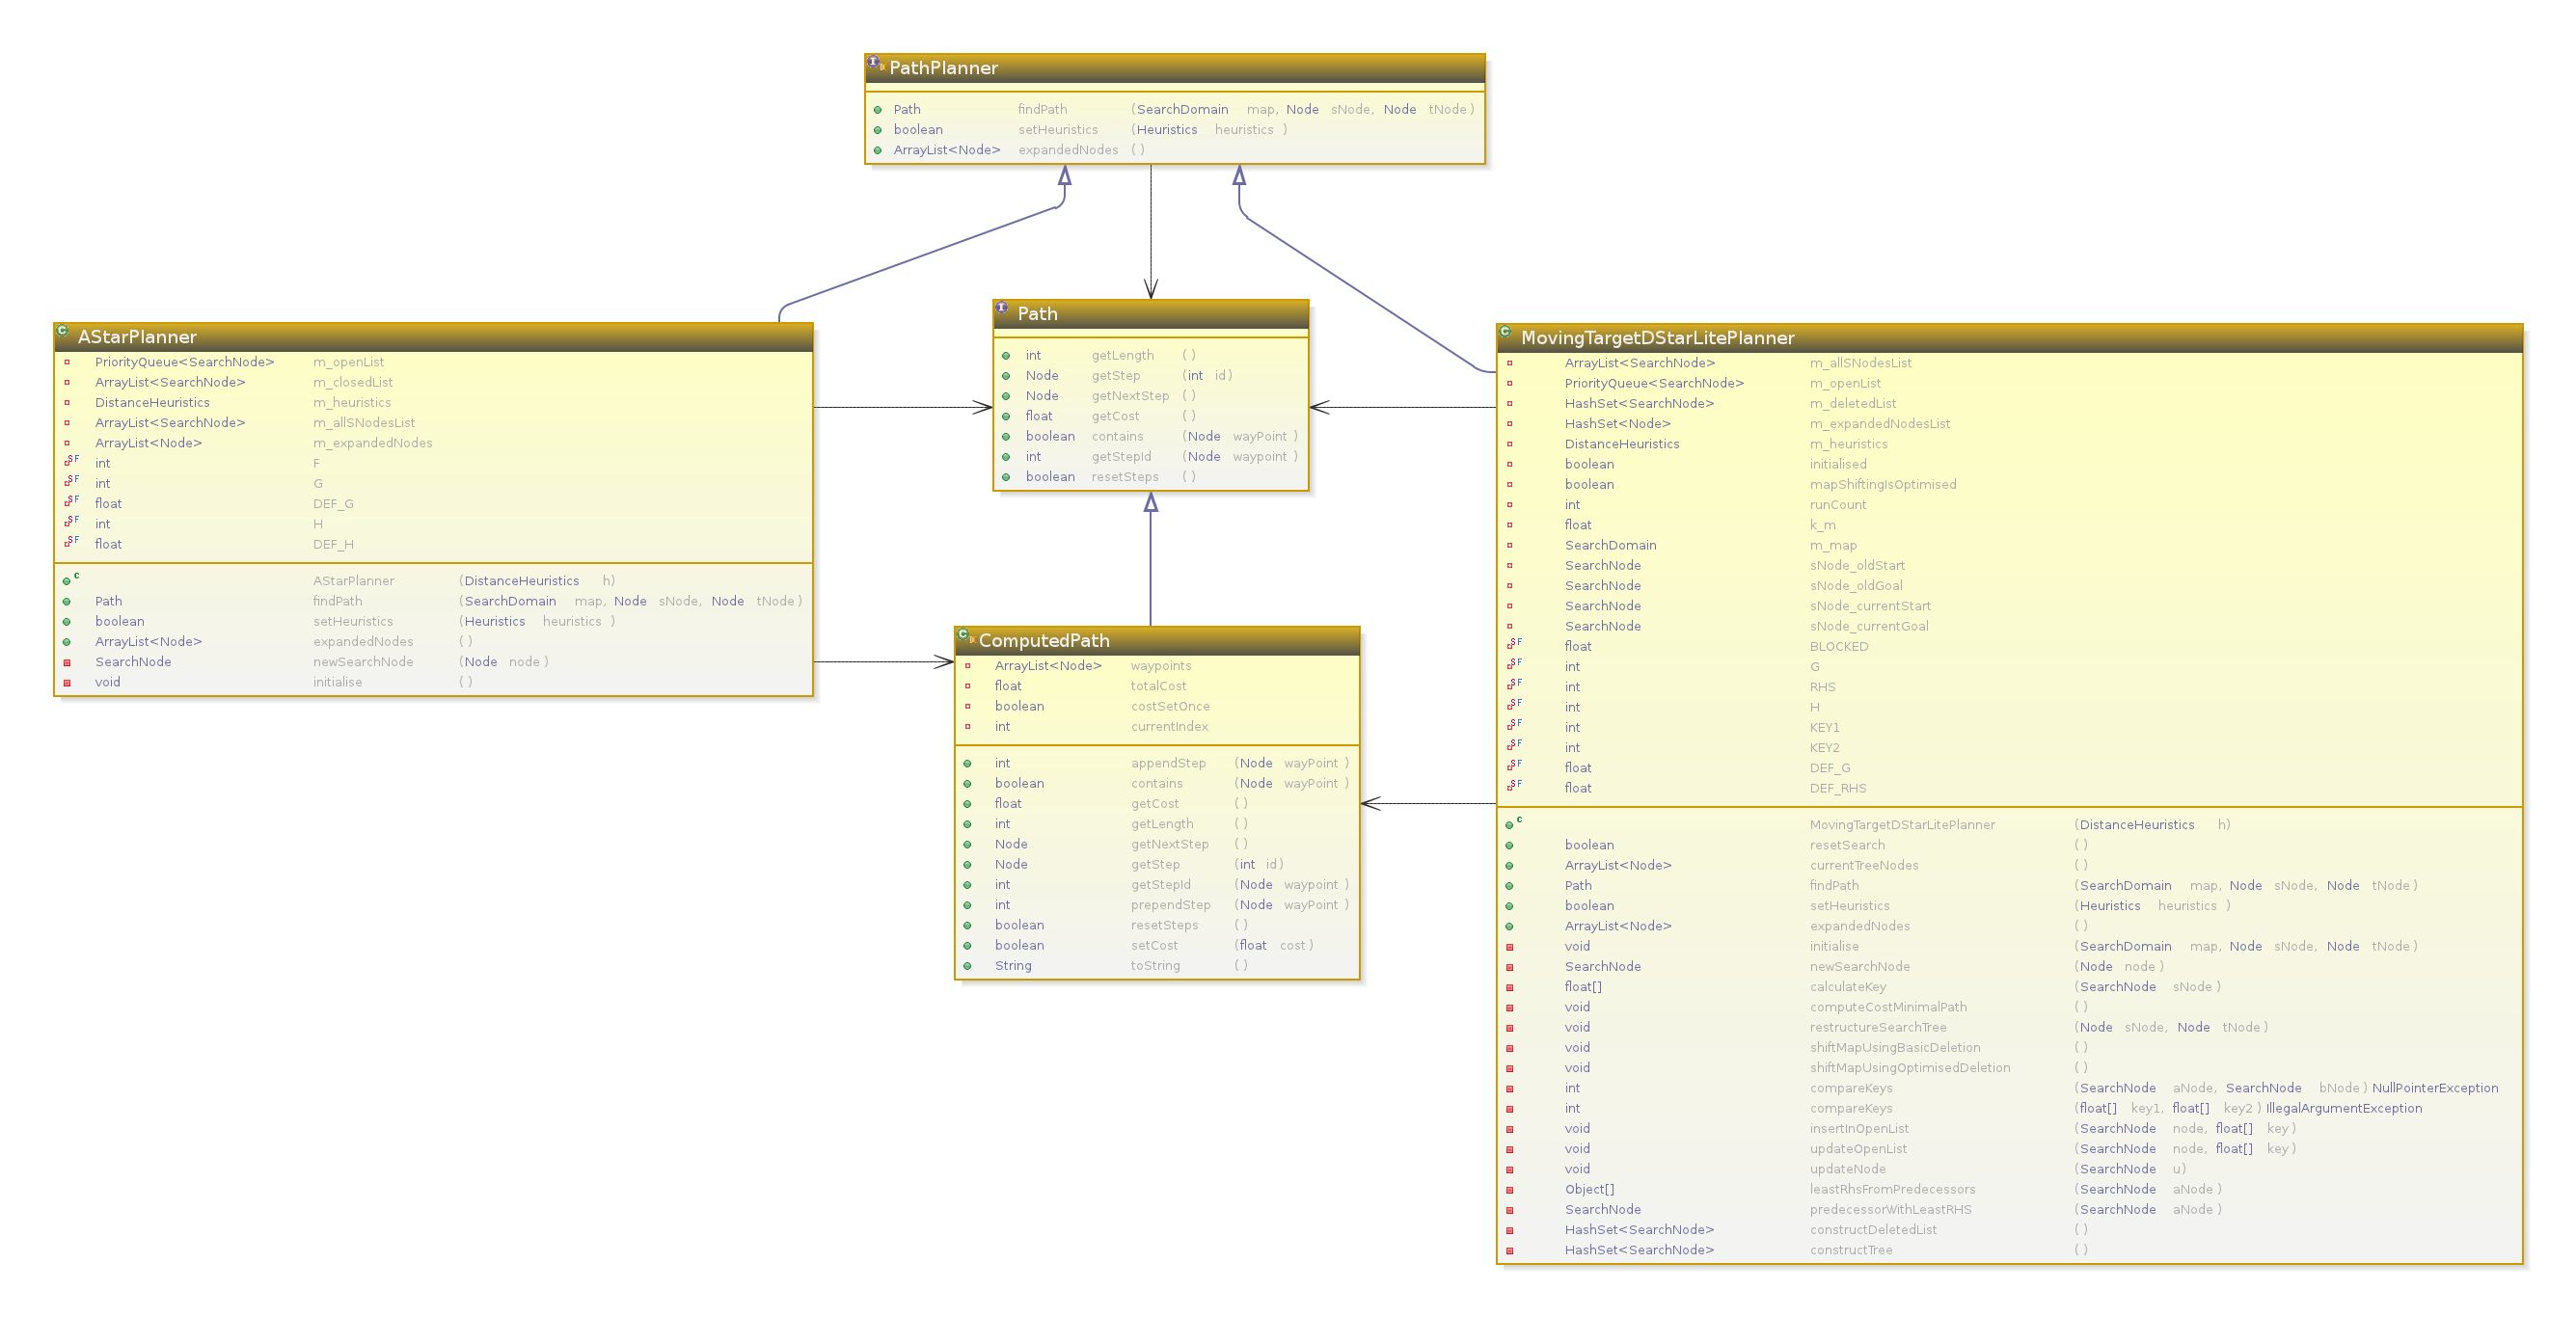 PathPlanner
Path findPath (SearchDomain map, Node sNode, Node tNode)
boolean setHeuristics (Heuristics heuristics)
ArrayList<Node> expandedNodes ()
Path
int getLength ()
Node getStep (int id)
Node getNextStep ()
float getCost ()
boolean contains (Node wayPoint)
int getStepId (Node waypoint)
boolean resetSteps ()
AStarPlanner
PriorityQueue<SearchNode> m_openList
ArrayList<SearchNode> m_closedList
DistanceHeuristics m_heuristics
ArrayList<SearchNode> m_allSNodesList
ArrayList<Node> m_expandedNodes
SF int F
SF int G
SF float DEF_G
SF int H
SF float DEF_H
AStarPlanner (DistanceHeuristics h)
Path findPath (SearchDomain map, Node sNode, Node tNode)
boolean setHeuristics (Heuristics heuristics)
ArrayList<Node> expandedNodes ()
SearchNode newSearchNode (Node node)
void initialise ()
ComputedPath
ArrayList<Node> waypoints
float totalCost
boolean costSetOnce
int currentIndex
int appendStep (Node wayPoint)
boolean contains (Node wayPoint)
float getCost ()
int getLength ()
Node getNextStep ()
Node getStep (int id)
int getStepId (Node waypoint)
int prependStep (Node wayPoint)
boolean resetSteps ()
boolean setCost (float cost)
String toString ()
MovingTargetDStarLitePlanner
ArrayList<SearchNode> m_allSNodesList
PriorityQueue<SearchNode> m_openList
HashSet<SearchNode> m_deletedList
HashSet<Node> m_expandedNodesList
DistanceHeuristics m_heuristics
boolean initialised
boolean mapShiftingIsOptimised
int runCount
float k_m
SearchDomain m_map
SearchNode sNode_oldStart
SearchNode sNode_oldGoal
SearchNode sNode_currentStart
SearchNode sNode_currentGoal
SF float BLOCKED
SF int G
SF int RHS
SF int H
SF int KEY1
SF int KEY2
SF float DEF_G
SF float DEF_RHS
MovingTargetDStarLitePlanner (DistanceHeuristics h)
boolean resetSearch ()
ArrayList<Node> currentTreeNodes ()
Path findPath (SearchDomain map, Node sNode, Node tNode)
boolean setHeuristics (Heuristics heuristics)
ArrayList<Node> expandedNodes ()
void initialise (SearchDomain map, Node sNode, Node tNode)
SearchNode newSearchNode (Node node)
float[] calculateKey (SearchNode sNode)
void computeCostMinimalPath ()
void restructureSearchTree (Node sNode, Node tNode)
void shiftMapUsingBasicDeletion ()
void shiftMapUsingOptimisedDeletion ()
int compareKeys (SearchNode aNode, SearchNode bNode) NullPointerException
int compareKeys (float[] key1, float[] key2) IllegalArgumentException
void insertInOpenList (SearchNode node, float[] key)
void updateOpenList (SearchNode node, float[] key)
void updateNode (SearchNode u)
Object[] leastRhsFromPredecessors (SearchNode aNode)
SearchNode predecessorWithLeastRHS (SearchNode aNode)
HashSet<SearchNode> constructDeletedList ()
HashSet<SearchNode> constructTree ()